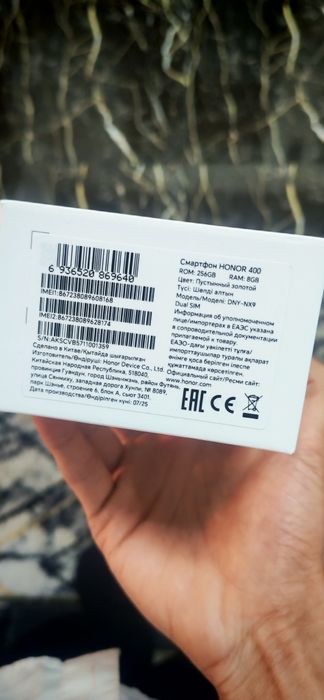 6 936520 869640
IMEI1:867238089608168
IMEI2:867238089628174
S/N:AKSCVB5711001359
Сделано в Китае/Қытайда шығарылған
Изготовитель/Өндіруші: Honor Device Co., Ltd.
Китайская Народная Республика, 518040,
провинция Гуандун, город Шэньчжэнь, район Футянь,
улица Сянмиху, западная дорога Хунли, № 8089,
парк Шэнье, строение 6, блок А, сьют 3401.
Дата производства/Өндірілген күні: 07/25
Смартфон HONOR 400
ROM: 256GB RAM: 8GB
Цвет: Пустынный золотой
Түсі: Шөлді алтын
Модель/Моделі: DNY-NX9
Dual SIM
Информация об уполномоченном
лице/импортерах в ЕАЭС указана
в сопроводительной документации
прилагаемой к товару
ЕАЭО-дағы уәкілетті тұлға/
импорттаушылар туралы ақпарат
өнімге қоса берілген ілеспе
құжаттамада көрсетілген.
Официальный сайт/Ресми сайт:
www.honor.com
EAC CE